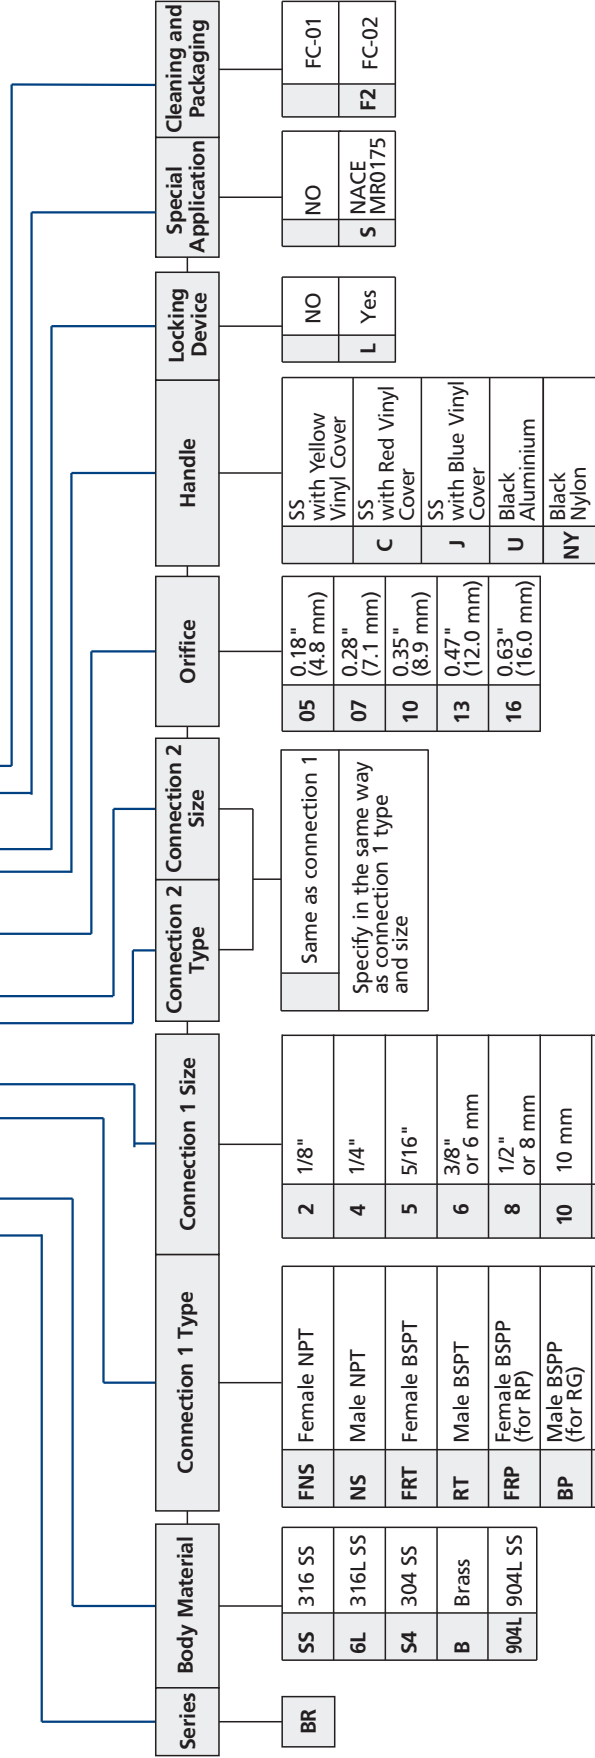 Series
BR
Body Material
SS 316 SS
6L 316L SS
S4 304 SS
B Brass
904L 904L SS
Connection 1 Type
FNS Female NPT
NS Male NPT
FRT Female BSPT
RT Male BSPT
FRP Female BSPP
(for RP)
BP Male BSPP
(for RG)
Connection 1 Size
2 1/8"
4 1/4"
5 5/16"
6 3/8"
or 6 mm
8 1/2"
or 8 mm
10 10 mm
Connection 2
Type
Connection 2
Size
Same as connection 1
Specify in the same way
as connection 1 type
and size
Orifice
05 0.18"
(4.8 mm)
07 0.28"
(7.1 mm)
10 0.35"
(8.9 mm)
13 0.47"
(12.0 mm)
16 0.63"
(16.0 mm)
Handle
SS
with Yellow
Vinyl Cover
C SS
with Red Vinyl
Cover
J SS
with Blue Vinyl
Cover
U Black
Aluminium
NY Black
Nylon
Locking
Device
NO
L Yes
Special
Application
NO
S NACE
MR0175
Cleaning and
Packaging
FC-01
F2 FC-02